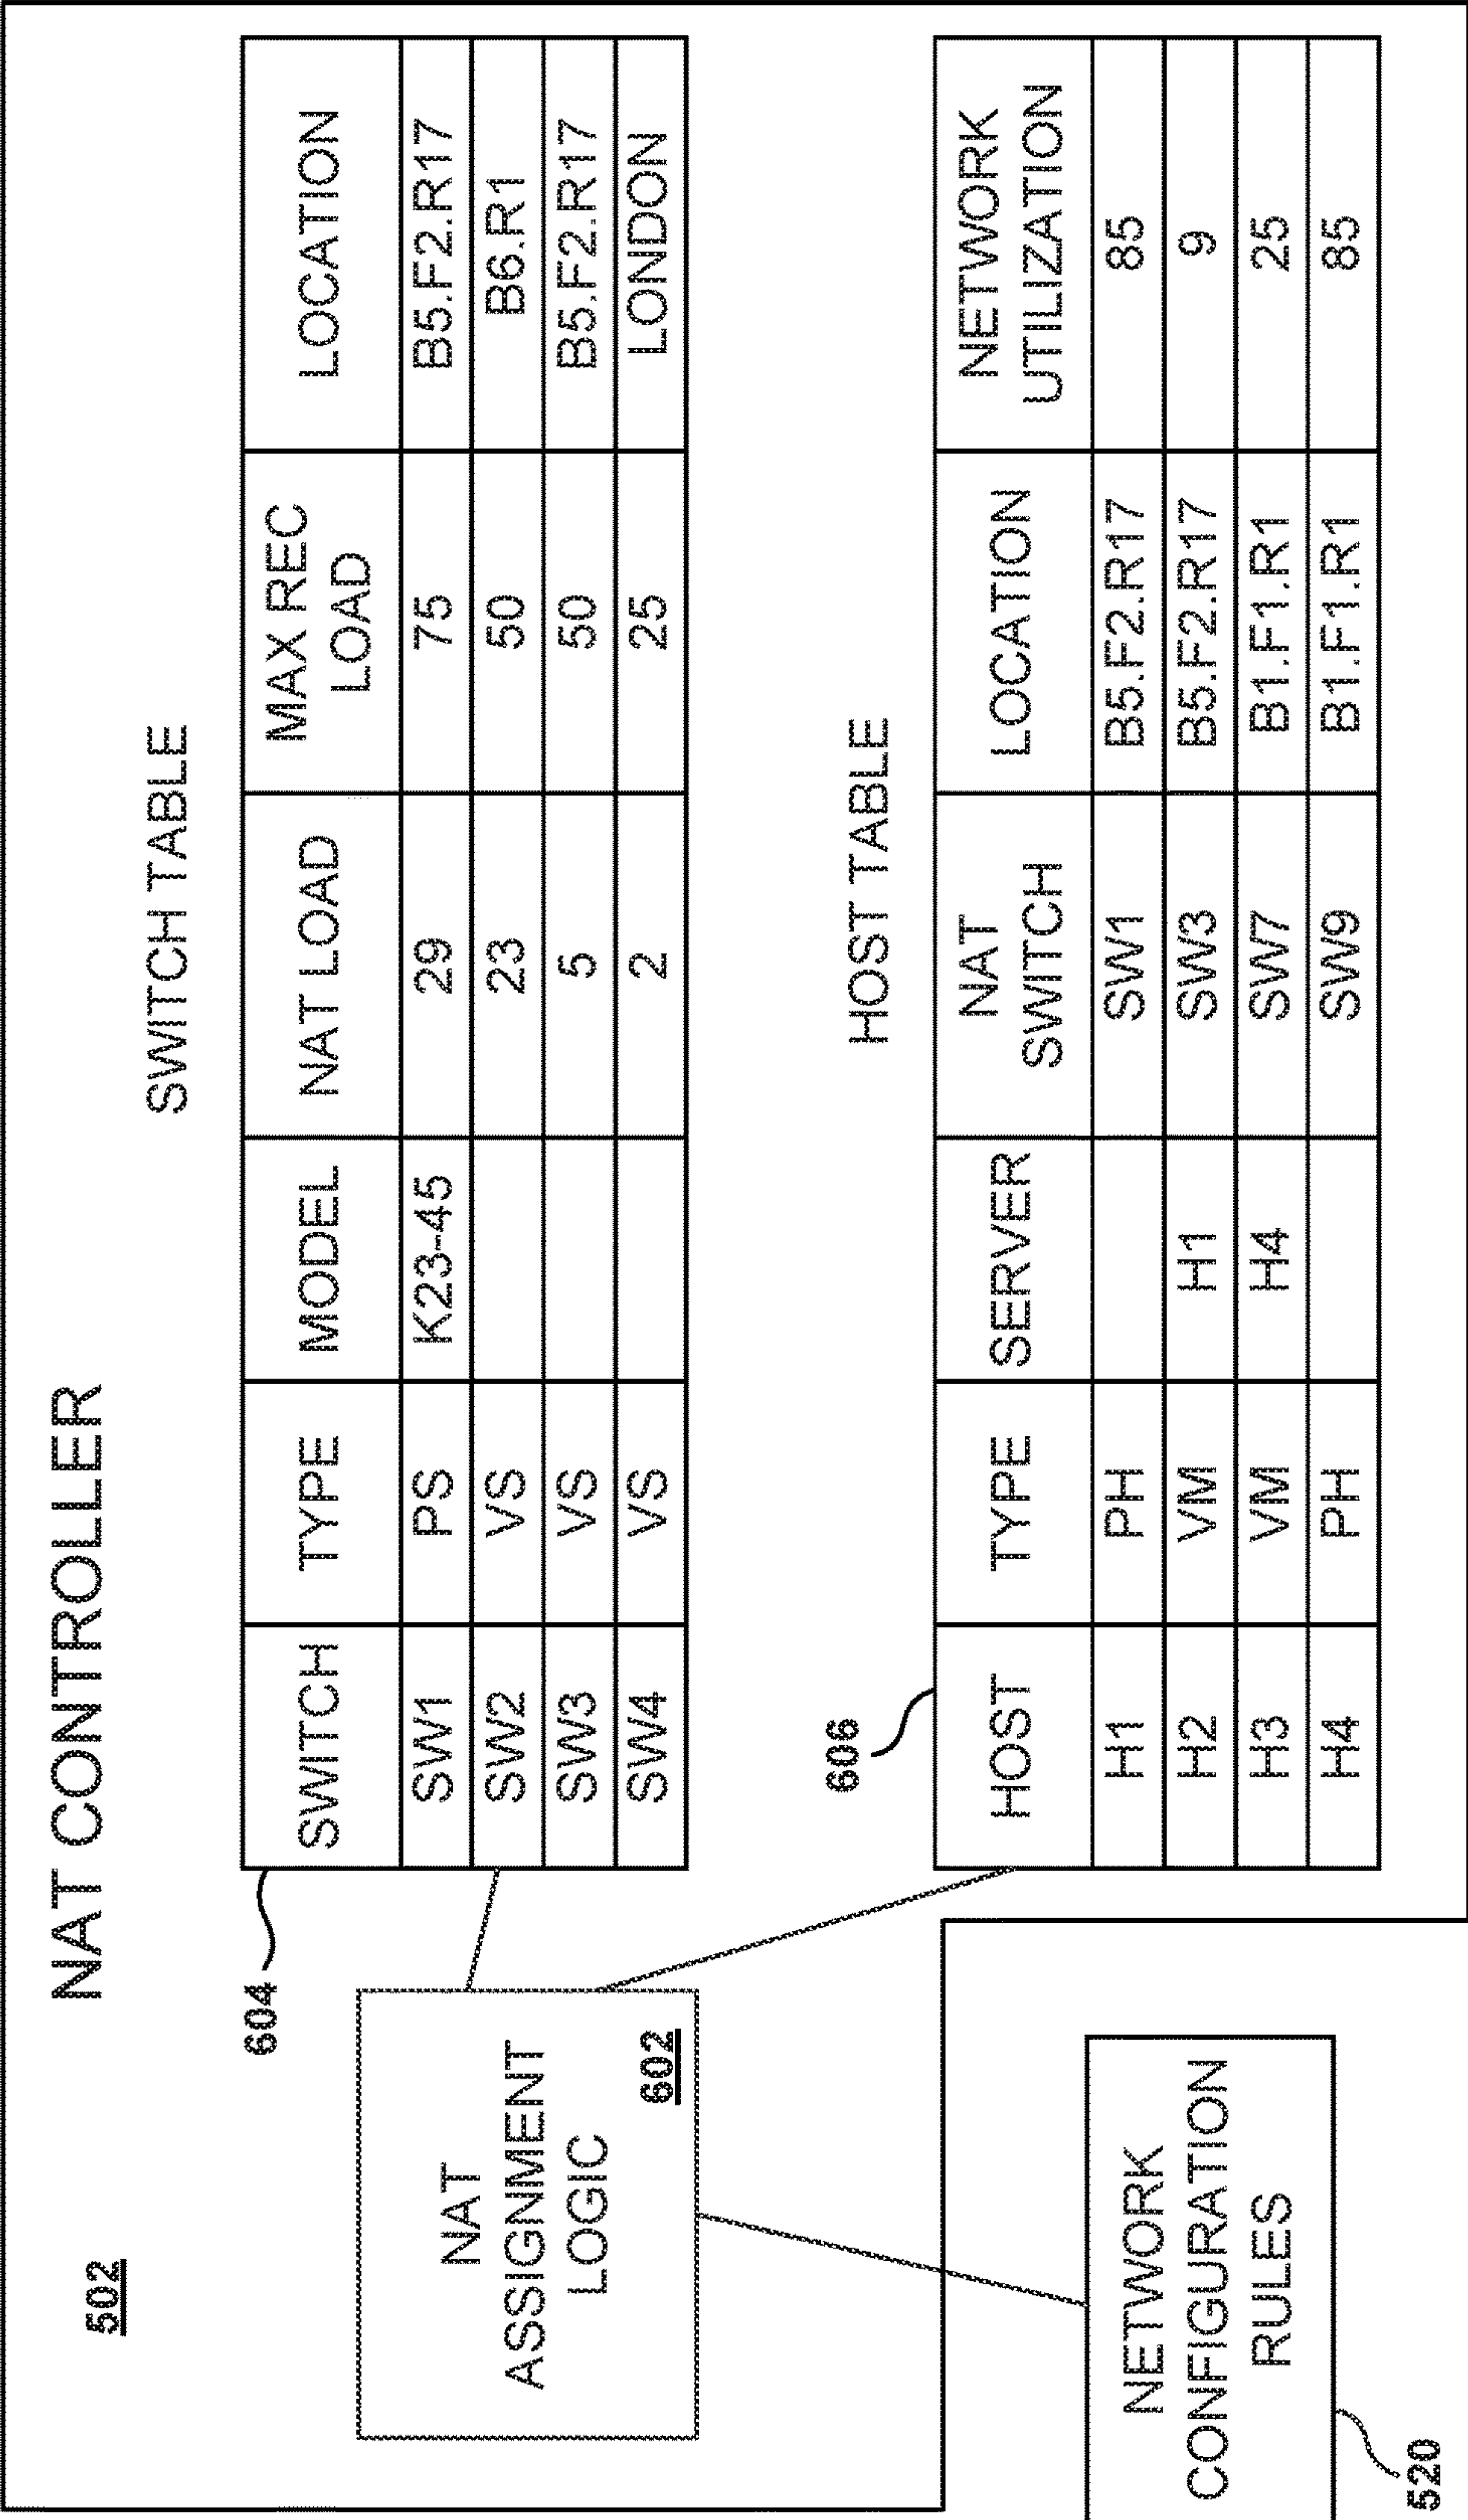 NAT CONTROLLER
502
SWITCH TABLE
604
SWITCH TYPE MODEL NAT LOAD MAX REC LOAD LOCATION
SW1 PS K23-45 29 75 B5.F2.R17
SW2 VS 23 50 B6.R1
SW3 VS 5 50 B5.F2.R17
SW4 VS 2 25 LONDON
NAT
ASSIGNMENT
LOGIC
602
HOST TABLE
606
HOST TYPE SERVER NAT SWITCH LOCATION NETWORK UTILIZATION
H1 PH SW1 B5.F2.R17 85
H2 VM H1 SW3 B5.F2.R17 9
H3 VM H4 SW7 B1.F1.R1 25
H4 PH SW9 B1.F1.R1 85
NETWORK
CONFIGURATION
RULES
520